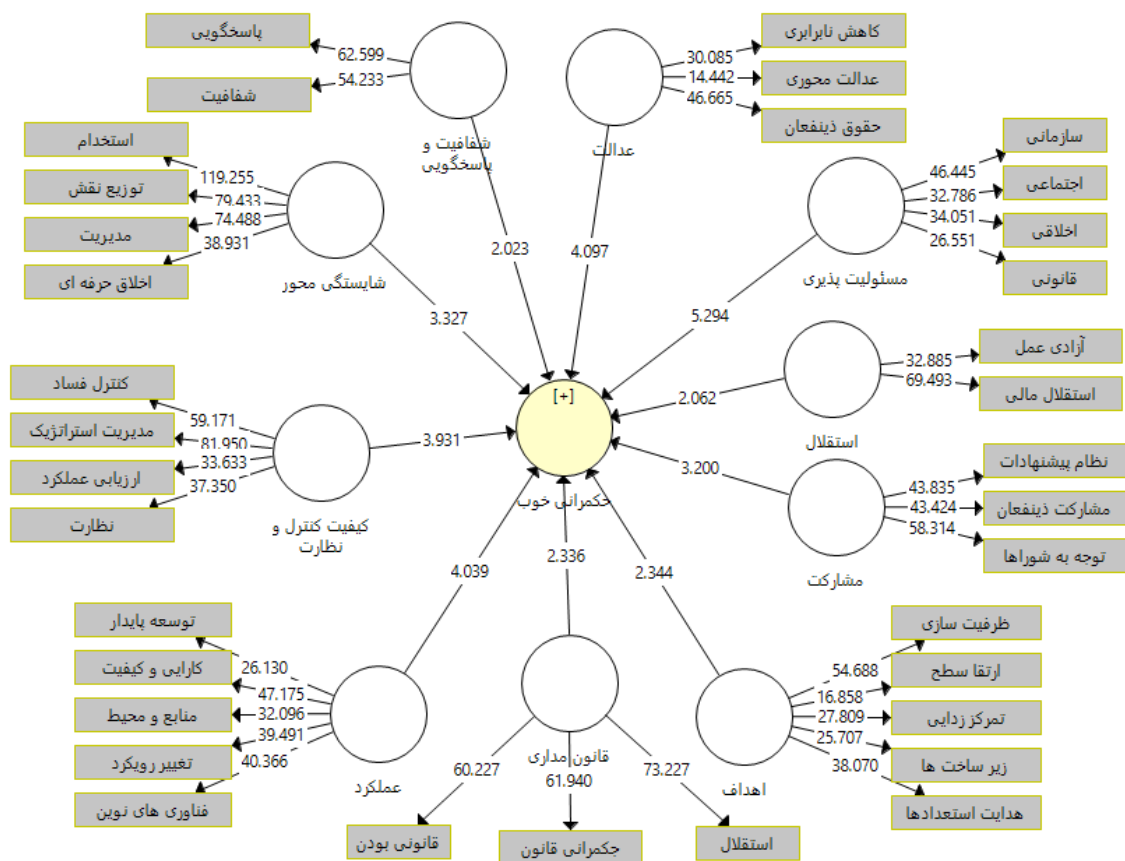 پاسخگویی
62.599
54.233
شفافیت
شفافیت و
پاسخگویی
2.023
کاهش نابرابری
30.085
14.442
عدالت محوری
46.665
حقوق ذینفعان
عدالت
4.097
سازمانی
46.445
اجتماعی
32.786
34.051
اخلاقی
26.551
قانونی
مسئولیت پذیری
5.294
استخدام
119.255
توزیع نقش
79.433
74.488
مدیریت
38.931
اخلاق حرفه ای
شایستگی محور
3.327
آزادی عمل
32.885
69.493
استقلال مالی
استقلال
2.062
[+]
حکمرانی خوب
کنترل فساد
59.171
مدیریت استراتژیک
81.950
33.633
ارزیابی عملکرد
37.350
نظارت
کیفیت کنترل و
نظارت
3.931
نظام پیشنهادات
43.835
43.424
مشارکت ذینفعان
58.314
توجه به شوراها
مشارکت
3.200
توسعه پایدار
26.130
کارایی و کیفیت
47.175
32.096
منابع و محیط
39.491
تغییر رویکرد
40.366
فناوری های نوین
عملکرد
4.039
قانون مداری
2.336
60.227
61.940
73.227
قانونی بودن
جکمرانی قانون
استقلال
ظرفیت سازی
54.688
ارتقا سطح
16.858
27.809
تمرکز زدایی
25.707
زیر ساخت ها
38.070
هدایت استعدادها
اهداف
2.344